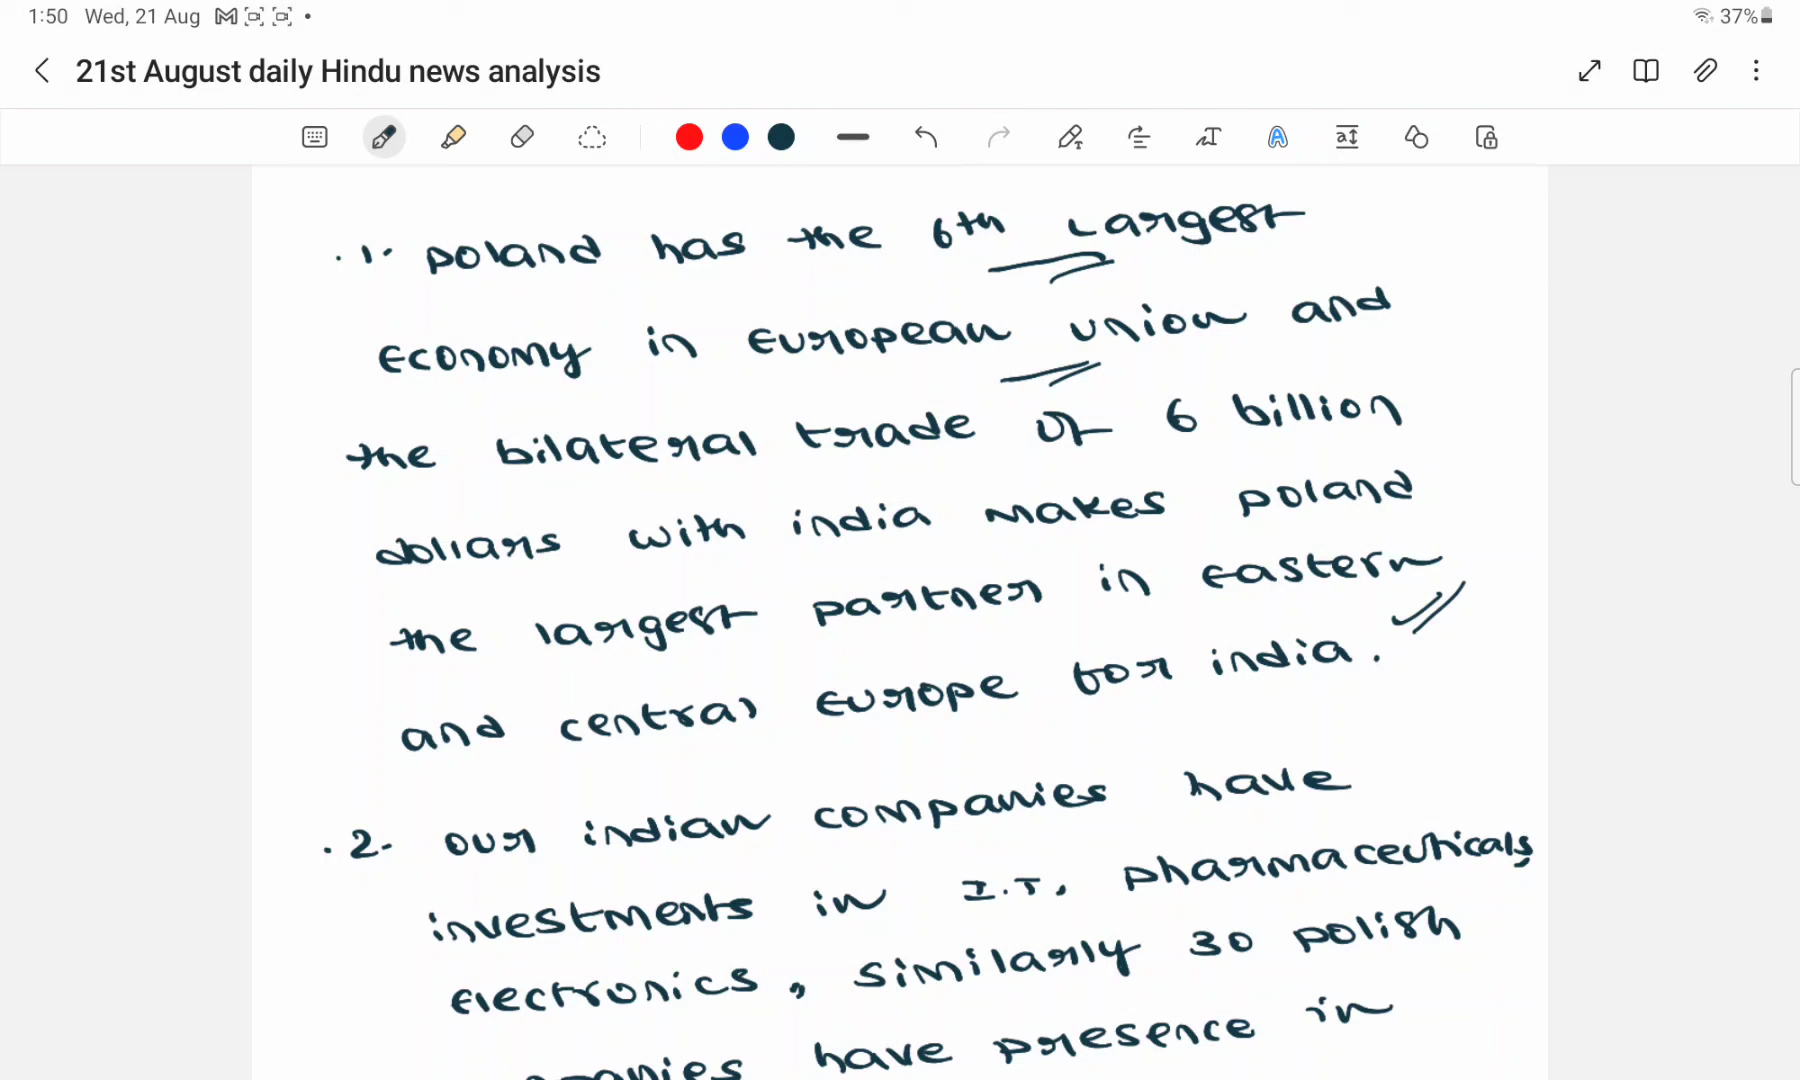 1:50 Wed, 21 Aug
37%
21st August daily Hindu news analysis
.1. poland has the 6th Largest
Economy in European union and
the bilateral trade of 6 billion
dollars with india makes poland
the largest partner in Eastern
and central Europe for india.
.2. our indian companies have
investments in I.T, pharmaceuticals,
Electronics, similarly 30 polish
have presence in